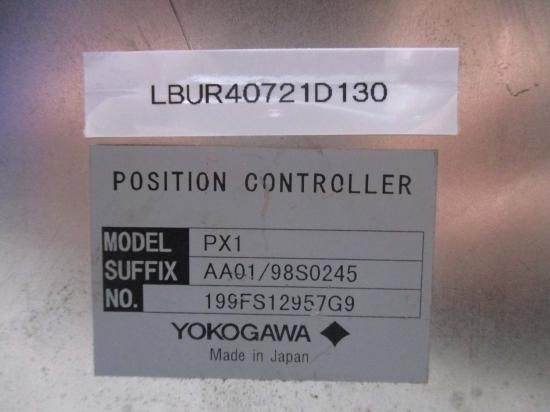 LBUR40721D130
POSITION CONTROLLER
MODEL PX1
SUFFIX AA01/98S0245
NO. 199FS12957G9
YOKOGAWA
Made in Japan